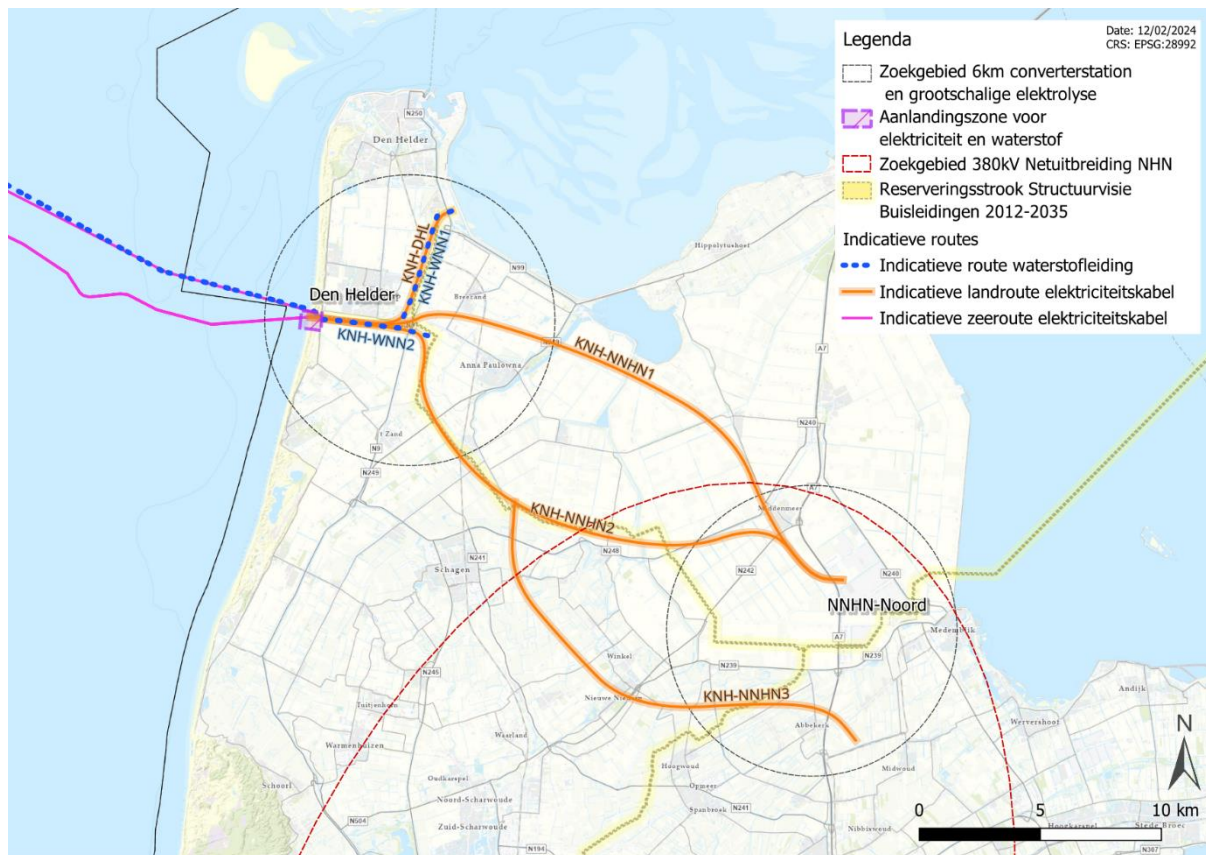 Legenda
Date: 12/02/2024
CRS: EPSG:28992
Zoekgebied 6km converterstation
en grootschalige elektrolyse
Aanlandingszone voor
elektriciteit en waterstof
Zoekgebied 380kV Netuitbreiding NHN
Reserveringsstrook Structuurvisie
Buisleidingen 2012-2035
Indicatieve routes
Indicatieve route waterstofleiding
Indicatieve landroute elektriciteitskabel
Indicatieve zeeroute elektriciteitskabel
N250
Den Helder
KNH-DHL
KNH-WNN1
Hippolytushoef
N99
Den Helder
Breezand
KNH-WNN2
Anna Paulowna
KNH-NNHN1
A7
t Zand
N9
N249
N240
A7
Middenmeer
KNH-NNHN2
N248
N241
Schagen
N242
N240
NNHN-Noord
Medemblik
A7
N239
N239
Winkel
N245
Nieuwe Niedorp
KNH-NNHN3
Tuitjenhorn
Abbekerk
Andijk
Wervershoof
Waarland
Warmenhuizen
Hoogwoud
Midwoud
Oudkarspel
Opmeer
Schoorl
Noord-Scharwoude
Spanbroek
N241
N504
Zuid-Scharwoude
Nibbixwoud
Hoogkarspel
Stede Broec
N194
N307
N
0
5
10 km